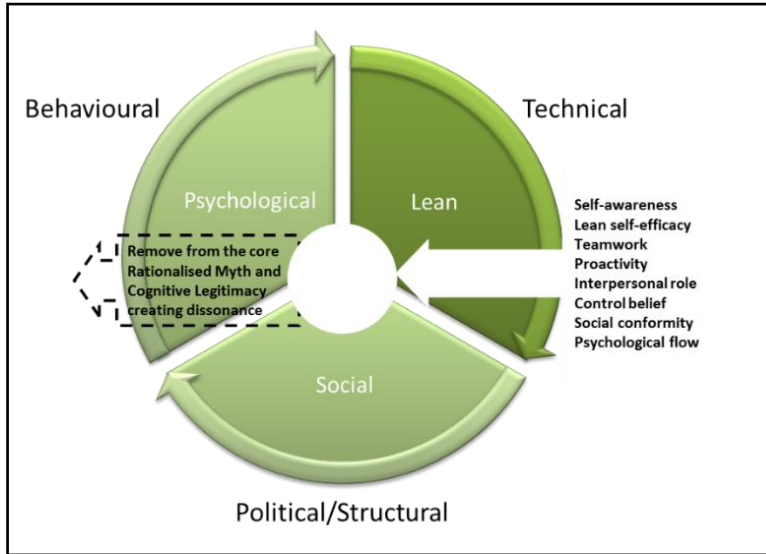 Behavioural
Technical
Psychological
Lean
Self-awareness
Lean self-efficacy
Teamwork
Proactivity
Interpersonal role
Control belief
Social conformity
Psychological flow
Remove from the core
Rationalised Myth and
Cognitive Legitimacy
creating dissonance
Social
Political/Structural